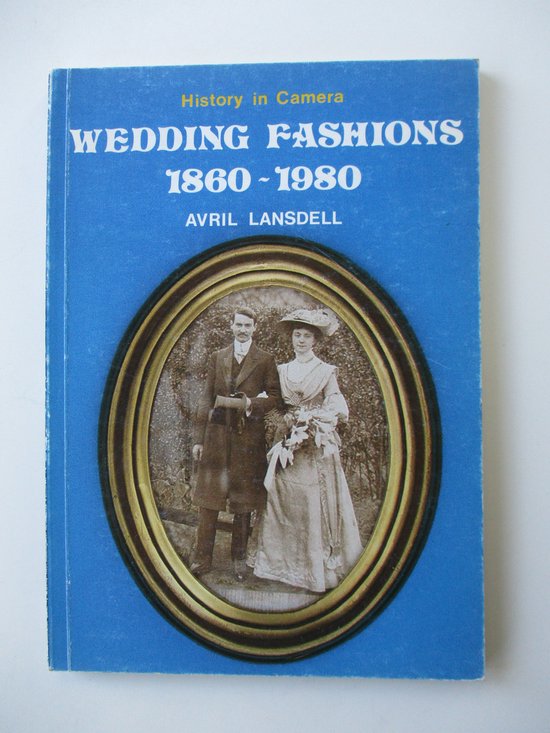 History in Camera
WEDDING FASHIONS
1860-1980
AVRIL LANSDELL